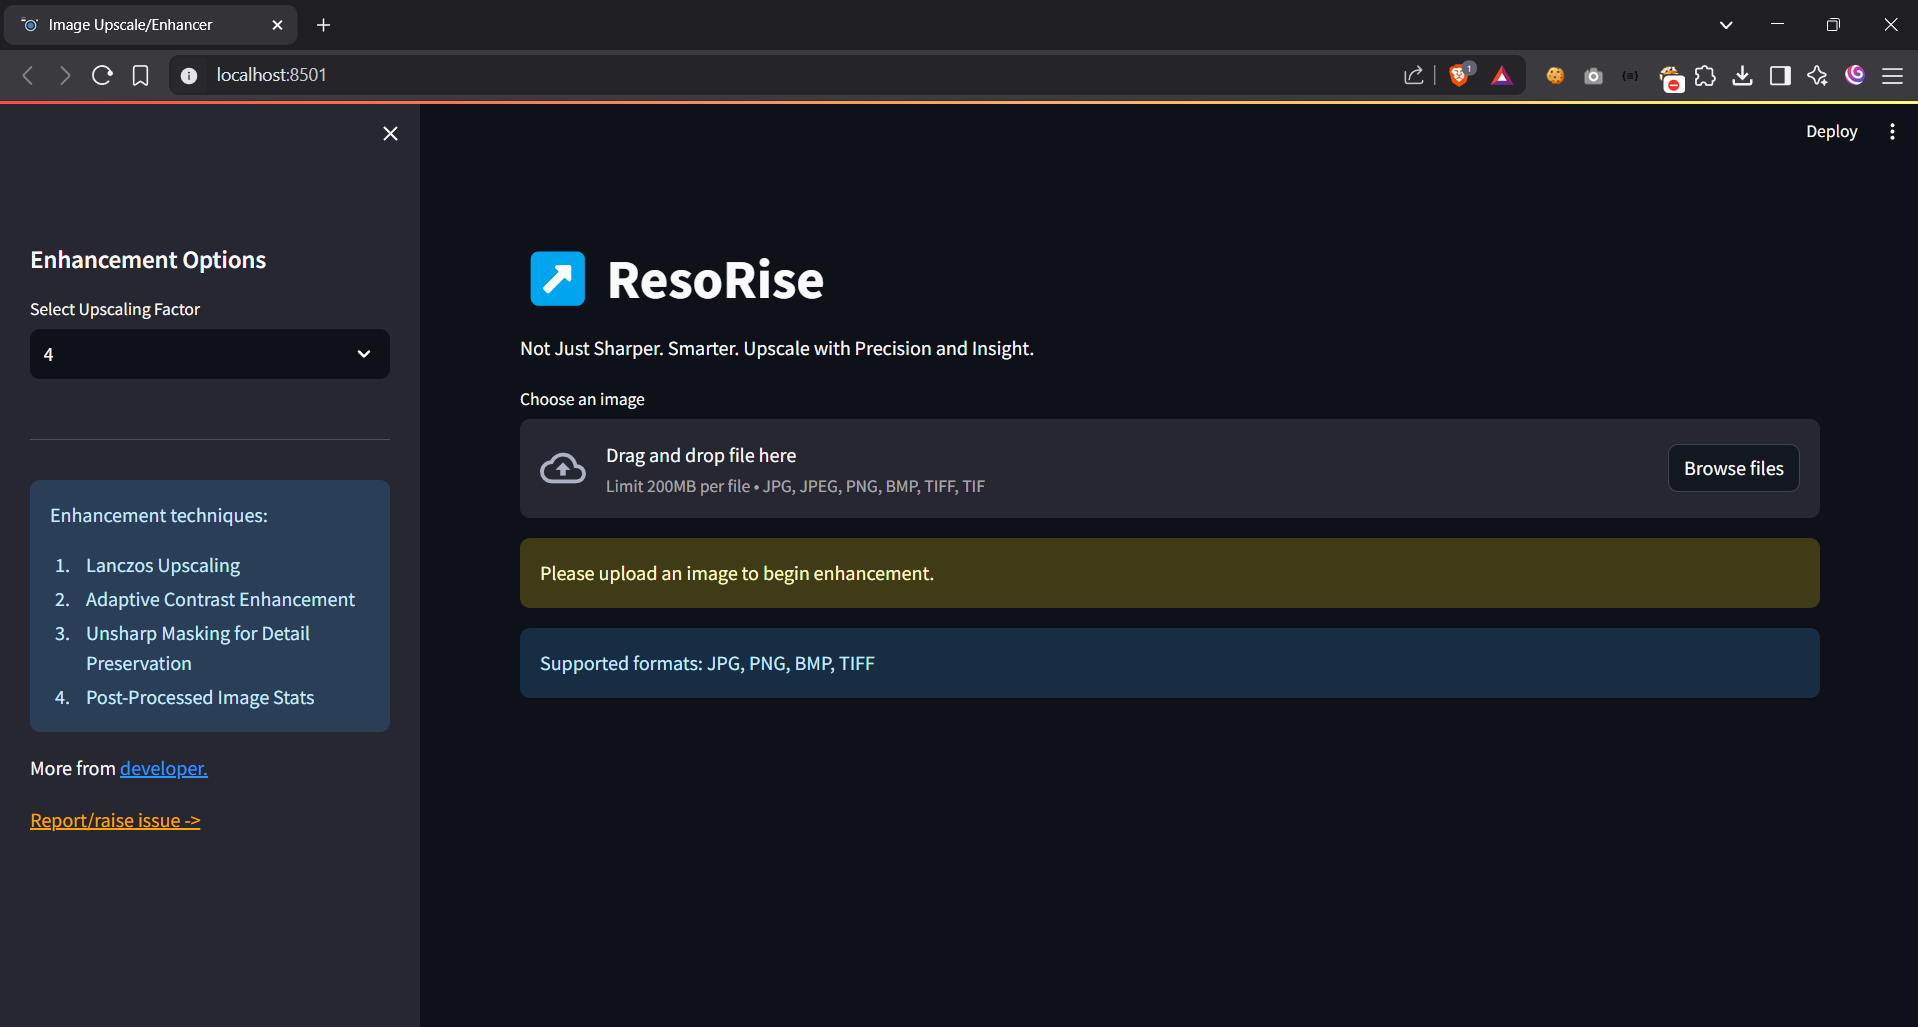 Image Upscale/Enhancer
localhost:8501
1
Deploy
Enhancement Options
Select Upscaling Factor
4
Enhancement techniques:
1. Lanczos Upscaling
2. Adaptive Contrast Enhancement
3. Unsharp Masking for Detail
Preservation
4. Post-Processed Image Stats
More from developer.
Report/raise issue ->
ResoRise
Not Just Sharper. Smarter. Upscale with Precision and Insight.
Choose an image
Drag and drop file here
Limit 200MB per file • JPG, JPEG, PNG, BMP, TIFF, TIF
Browse files
Please upload an image to begin enhancement.
Supported formats: JPG, PNG, BMP, TIFF